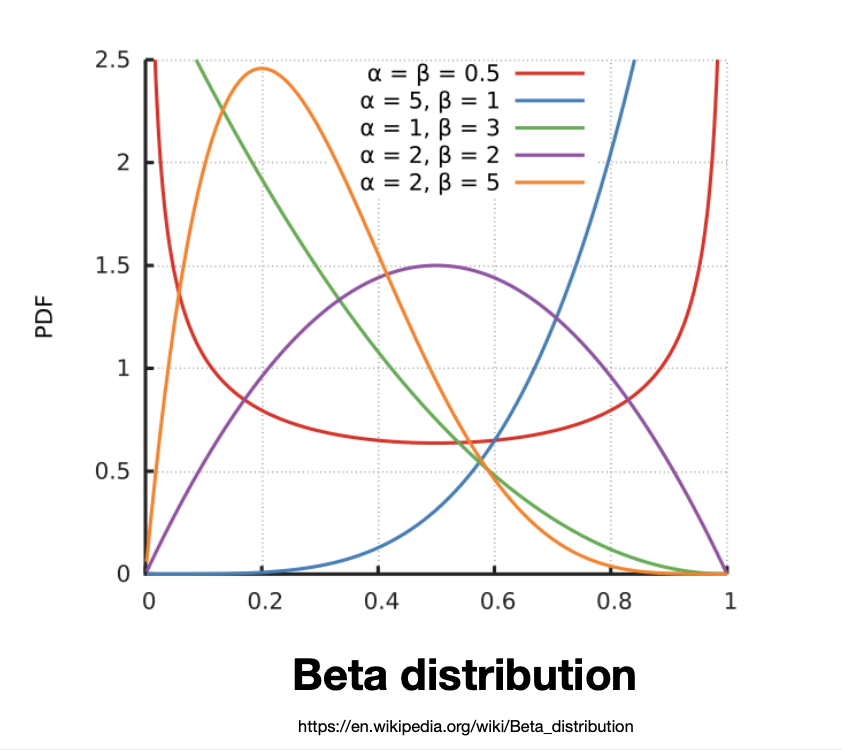 2.5
2
1.5
1
0.5
0
PDF
α = β = 0.5
α = 5, β = 1
α = 1, β = 3
α = 2, β = 2
α = 2, β = 5
0 0.2 0.4 0.6 0.8 1
Beta distribution
https://en.wikipedia.org/wiki/Beta_distribution